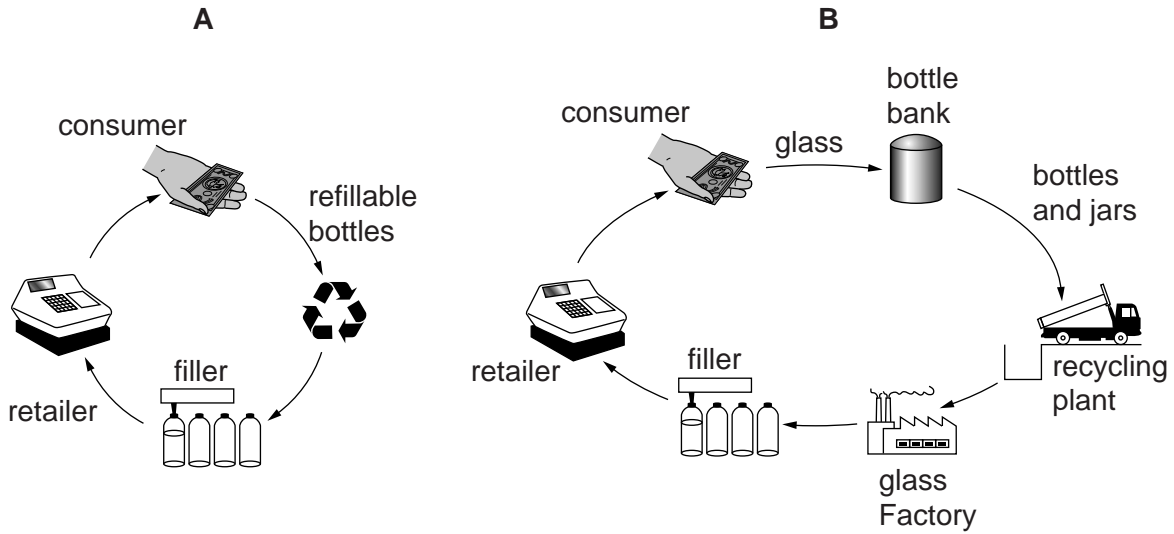 A
consumer
refillable
bottles
filler
retailer
B
consumer
glass
bottle
bank
bottles
and jars
recycling
plant
glass
Factory
filler
retailer